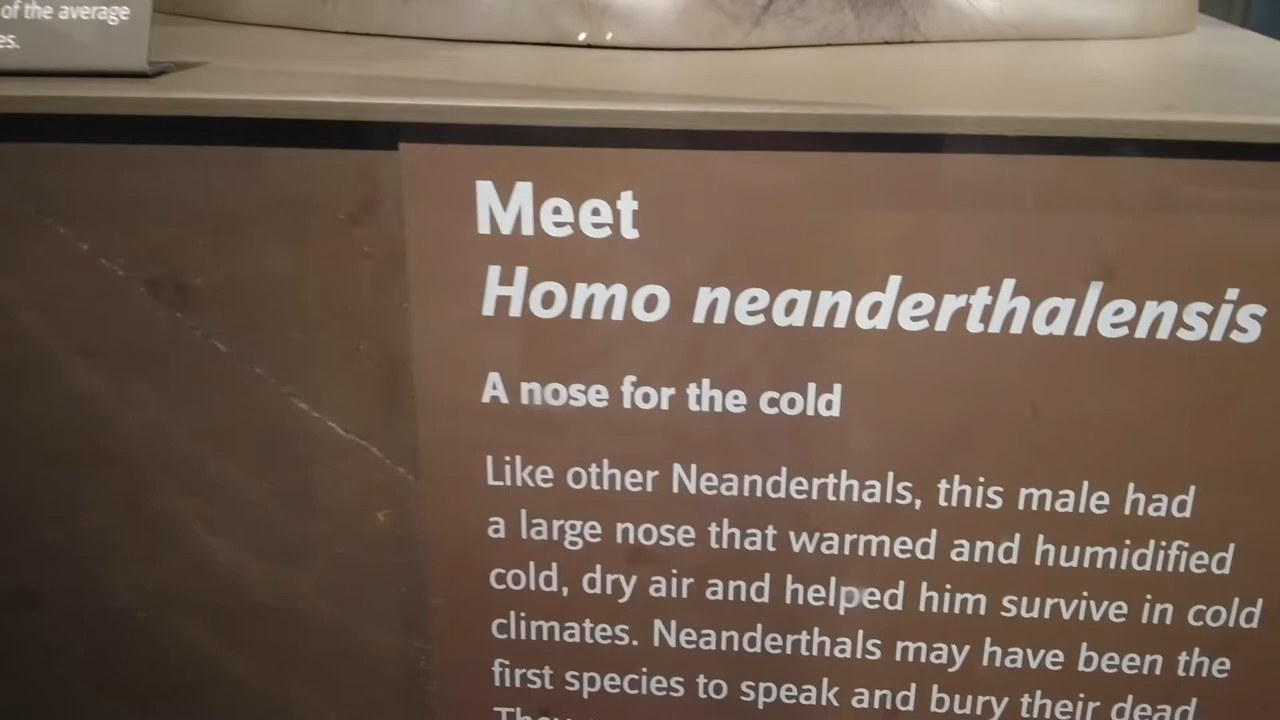 of the average
es.
Meet
Homo neanderthalensis
A nose for the cold
Like other Neanderthals, this male had
a large nose that warmed and humidified
cold, dry air and helped him survive in cold
climates. Neanderthals may have been the
first species to speak and bury their dead
They